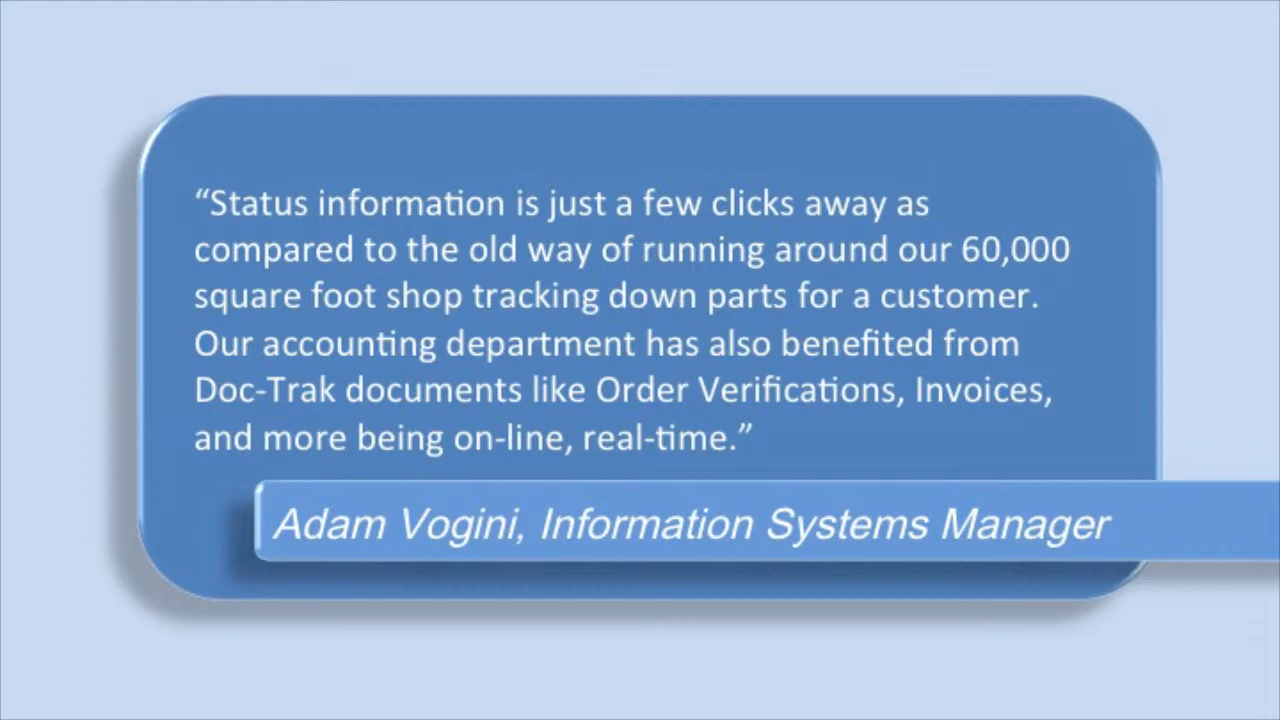 “Status information is just a few clicks away as
compared to the old way of running around our 60,000
square foot shop tracking down parts for a customer.
Our accounting department has also benefited from
Doc-Trak documents like Order Verifications, Invoices,
and more being on-line, real-time.”
Adam Vogini, Information Systems Manager